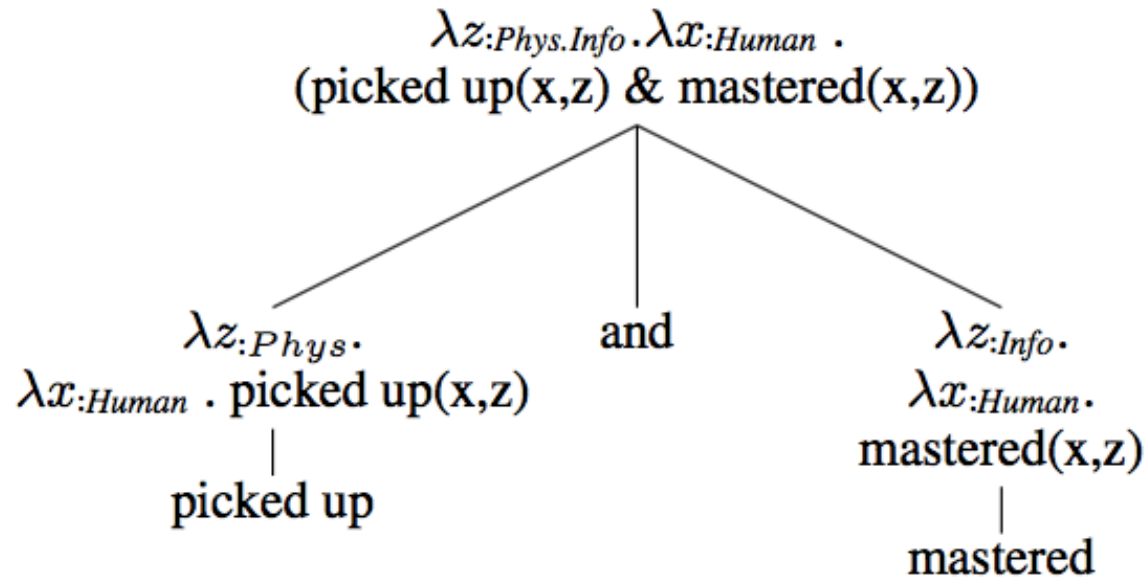 λz:Phys.Info.λx:Human .
(picked up(x,z) & mastered(x,z))
λz:Phys.
λx:Human . picked up(x,z)
picked up
and
λz:Info.
λx:Human.
mastered(x,z)
mastered